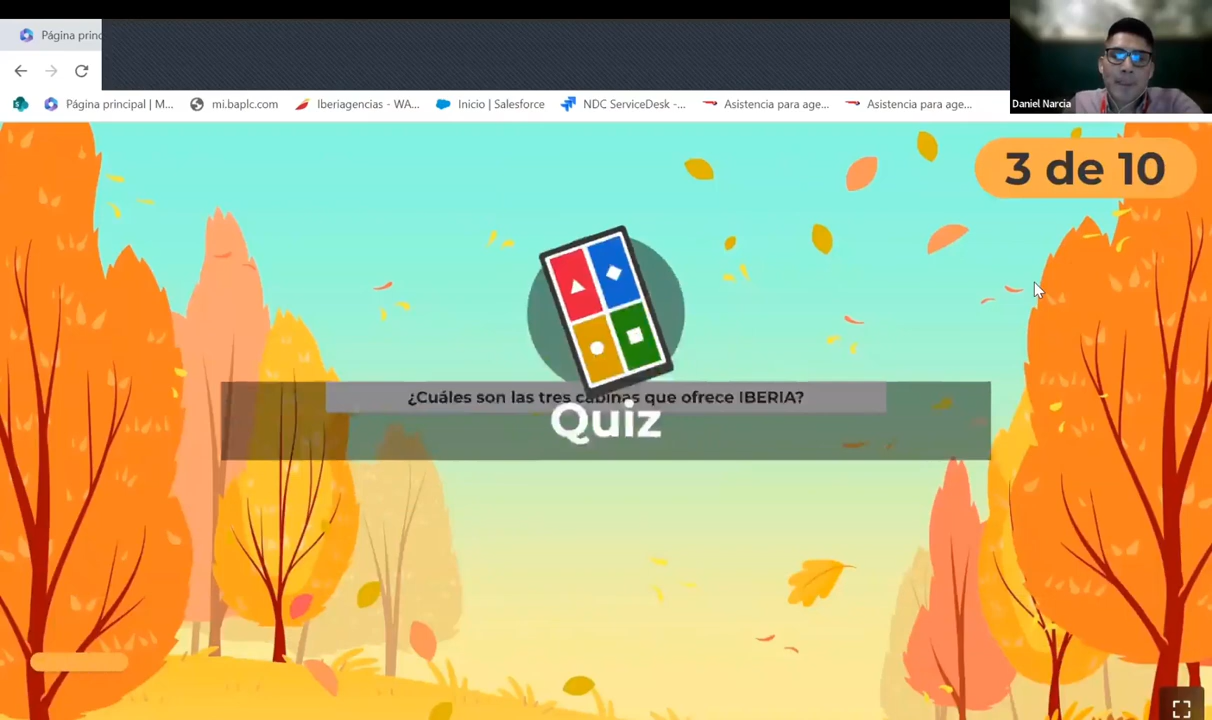 Página princ
Página principal | M...
mi.baplc.com
Iberiagencias - WA...
Inicio | Salesforce
NDC ServiceDesk -...
Asistencia para age...
Asistencia para age...
Daniel Narcia
3 de 10
¿Cuáles son las tres cabinas que ofrece IBERIA?
Quiz